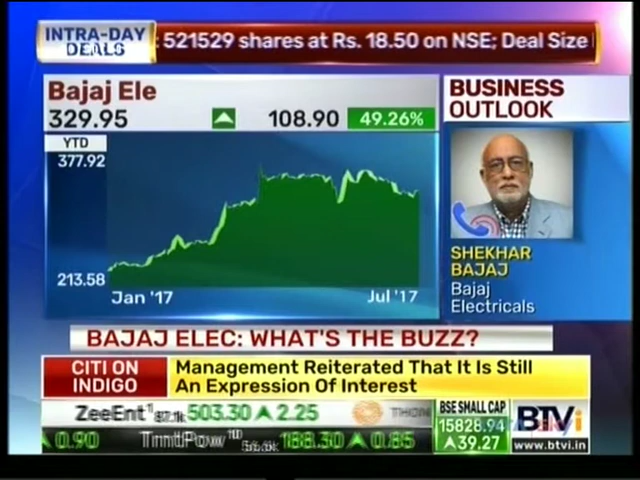 INTRA-DAY
DEALS
: 521529 shares at Rs. 18.50 on NSE; Deal Size
Bajaj Ele
329.95 108.90 49.26%
YTD
377.92
213.58
Jan '17 Jul '17
BUSINESS
OUTLOOK
SHEKHAR
BAJAJ
Bajaj
Electricals
BAJAJ ELEC: WHAT'S THE BUZZ?
CITI ON
INDIGO
Management Reiterated That It Is Still
An Expression Of Interest
ZeeEnt 503.30 2.25
BSE SMALL CAP
15828.94
39.27
BTVi
www.btvi.in
0.90 188.30 0.85